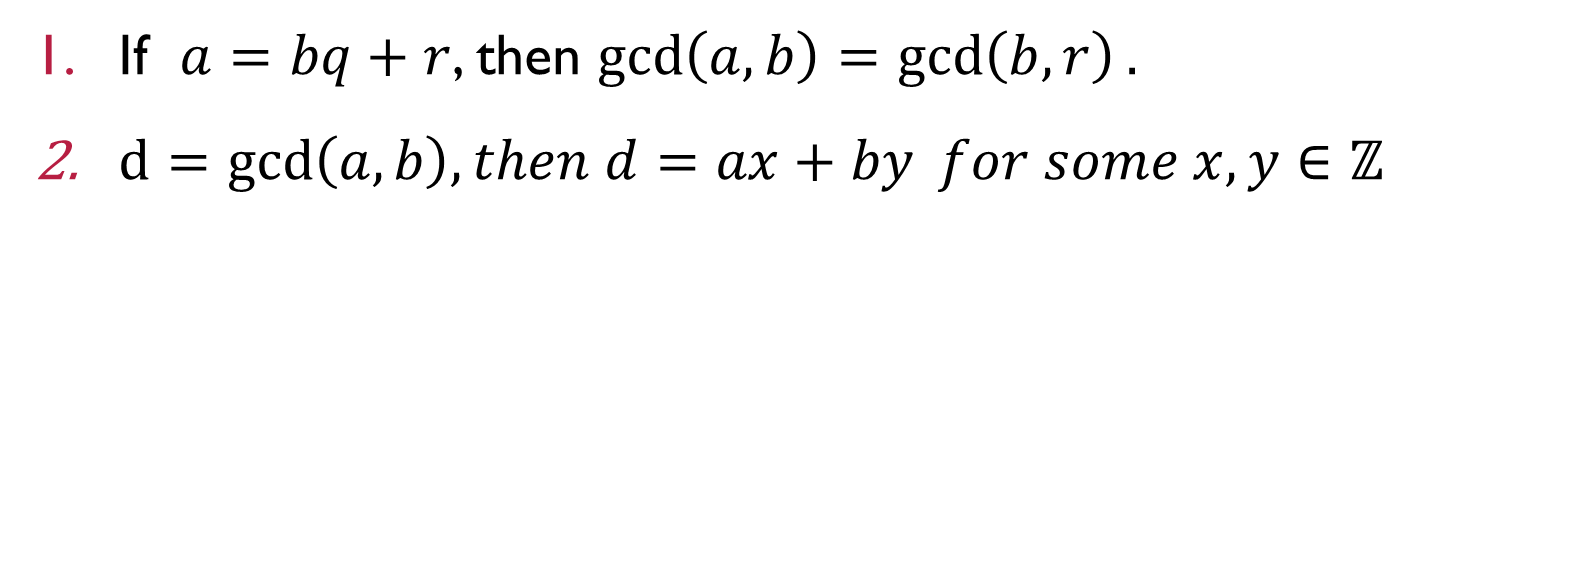 1. If a = bq + r, then gcd(a, b) = gcd(b, r) .
2. d = gcd(a, b), then d = ax + by for some x, y ∈ ℤ